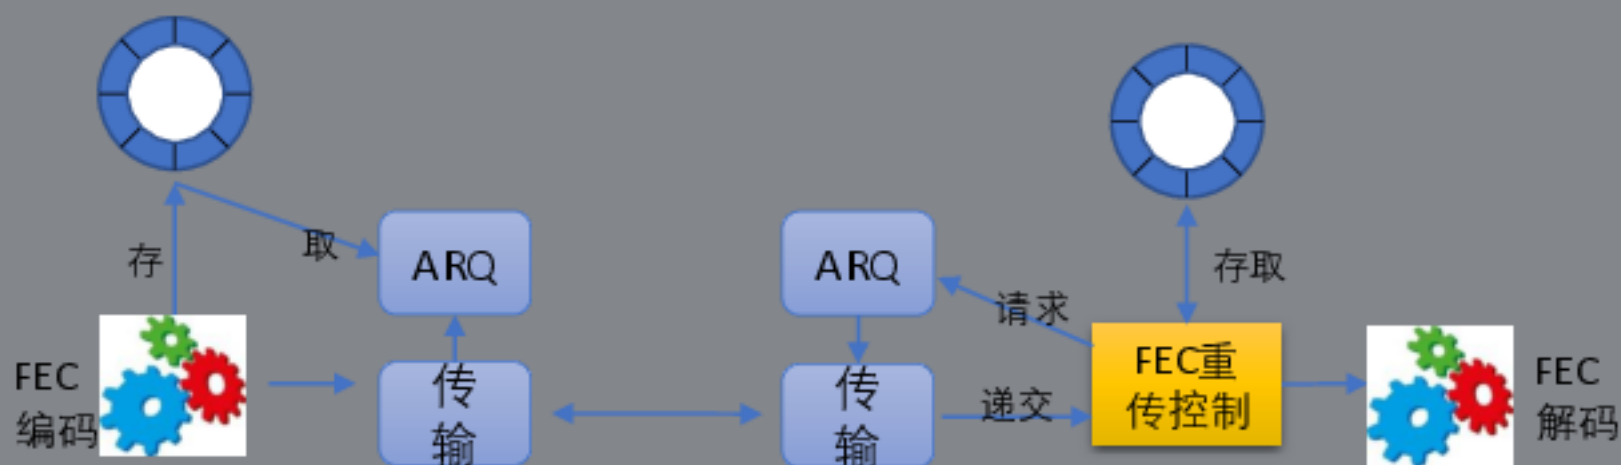 存
取
ARQ
FEC
编码
传
输
ARQ
请求
存取
传
输
递交
FEC重
传控制
FEC
解码